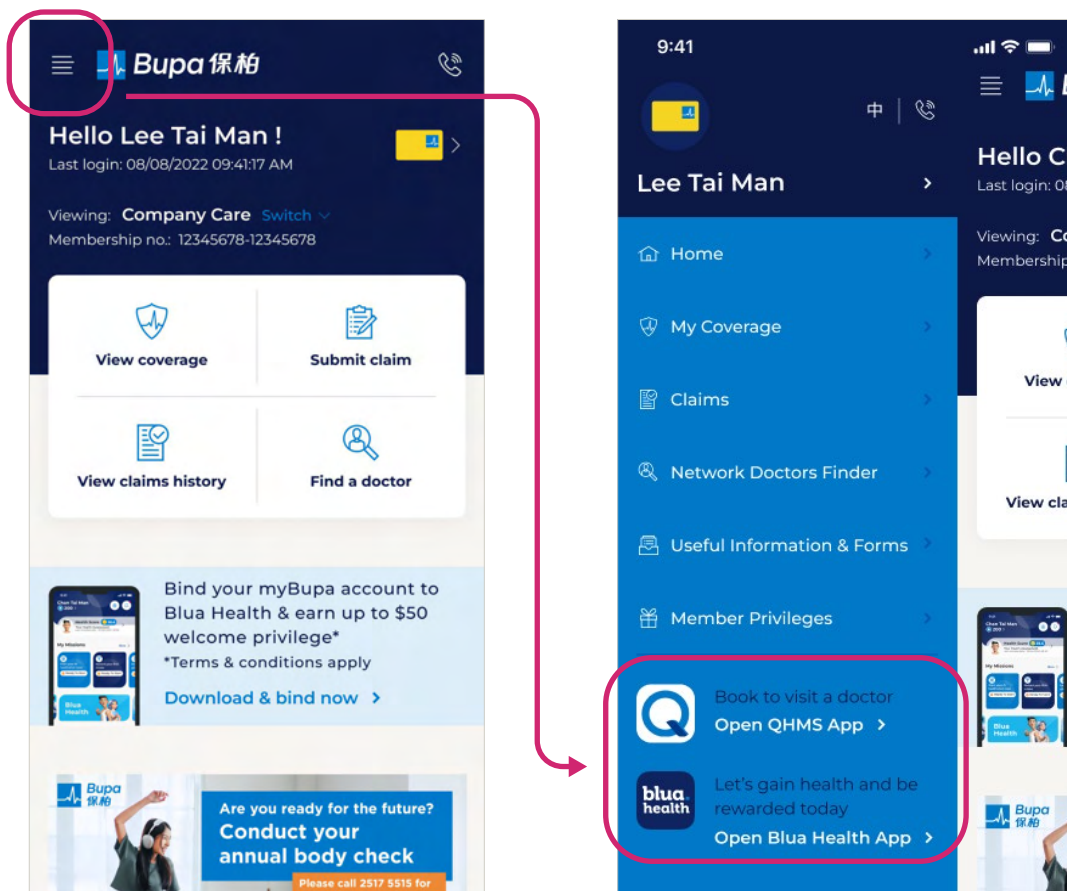 Bupa 保柏
Hello Lee Tai Man !
Last login: 08/08/2022 09:41:17 AM
Viewing: Company Care Switch
Membership no.: 12345678-12345678
View coverage
Submit claim
View claims history
Find a doctor
Bind your myBupa account to
Blua Health & earn up to $50
welcome privilege*
*Terms & conditions apply
Download & bind now
Bupa
保柏
Are you ready for the future?
Conduct your
annual body check
Please call 2517 5515 for
9:41
中
Lee Tai Man
Home
My Coverage
Claims
Network Doctors Finder
Useful Information & Forms
Member Privileges
Book to visit a doctor
Open QHMS App
blua
health
Let's gain health and be
rewarded today
Open Blua Health App
Hello C
Last login: 08
Viewing: Co
Membership
View
View cla
Bupa
保柏